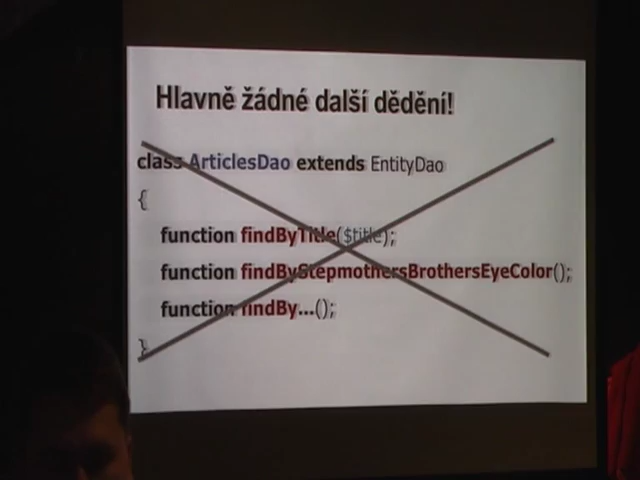 Hlavně žádné další dědění!
class ArticlesDao extends EntityDao
{
function findByTitle($title);
function findByStepmothersBrothersEyeColor();
function findBy...();
}